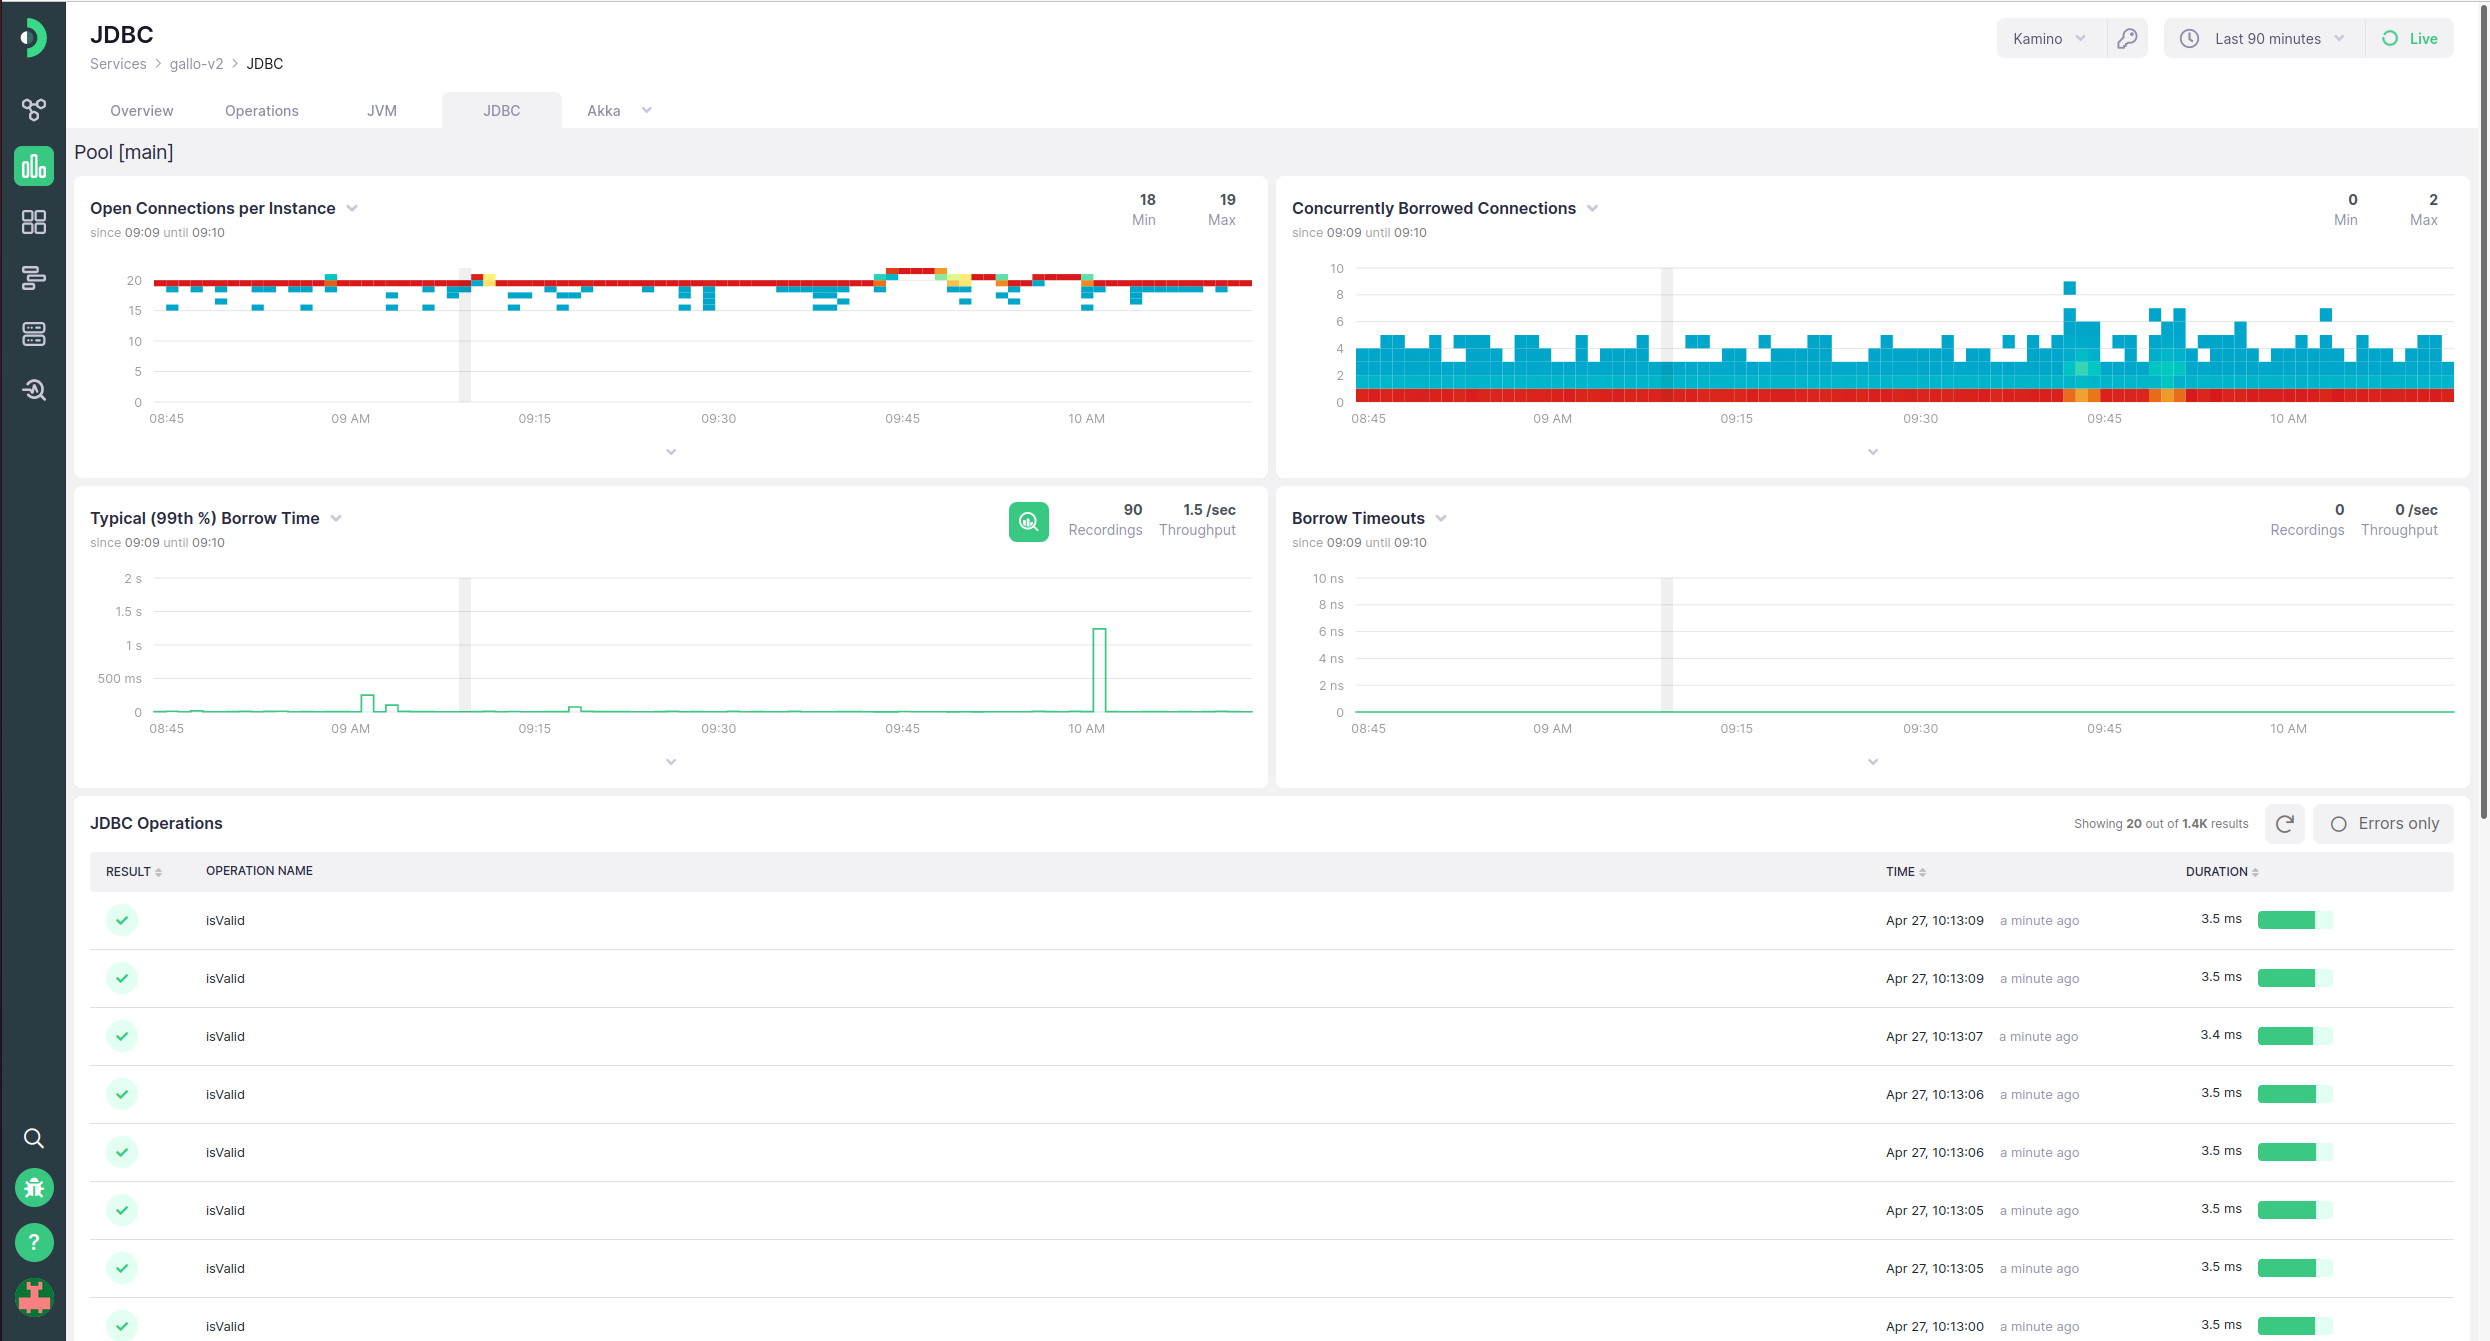 JDBC
Services > gallo-v2 > JDBC
Kamino
Last 90 minutes
Live
Overview
Operations
JVM
JDBC
Akka
Pool [main]
Open Connections per Instance
since 09:09 until 09:10
18
Min
19
Max
20
15
10
5
0
08:45 09 AM 09:15 09:30 09:45 10 AM
Concurrently Borrowed Connections
since 09:09 until 09:10
0
Min
2
Max
10
8
6
4
2
0
08:45 09 AM 09:15 09:30 09:45 10 AM
Typical (99th %) Borrow Time
since 09:09 until 09:10
90
Recordings
1.5 /sec
Throughput
2 s
1.5 s
1 s
500 ms
0
08:45 09 AM 09:15 09:30 09:45 10 AM
Borrow Timeouts
since 09:09 until 09:10
0
Recordings
0 /sec
Throughput
10 ns
8 ns
6 ns
4 ns
2 ns
0
08:45 09 AM 09:15 09:30 09:45 10 AM
JDBC Operations
Showing 20 out of 1.4K results
Errors only
RESULT OPERATION NAME TIME DURATION
isValid Apr 27, 10:13:09 a minute ago 3.5 ms
isValid Apr 27, 10:13:09 a minute ago 3.5 ms
isValid Apr 27, 10:13:07 a minute ago 3.4 ms
isValid Apr 27, 10:13:06 a minute ago 3.5 ms
isValid Apr 27, 10:13:06 a minute ago 3.5 ms
isValid Apr 27, 10:13:05 a minute ago 3.5 ms
isValid Apr 27, 10:13:05 a minute ago 3.5 ms
isValid Apr 27, 10:13:00 a minute ago 3.5 ms
?